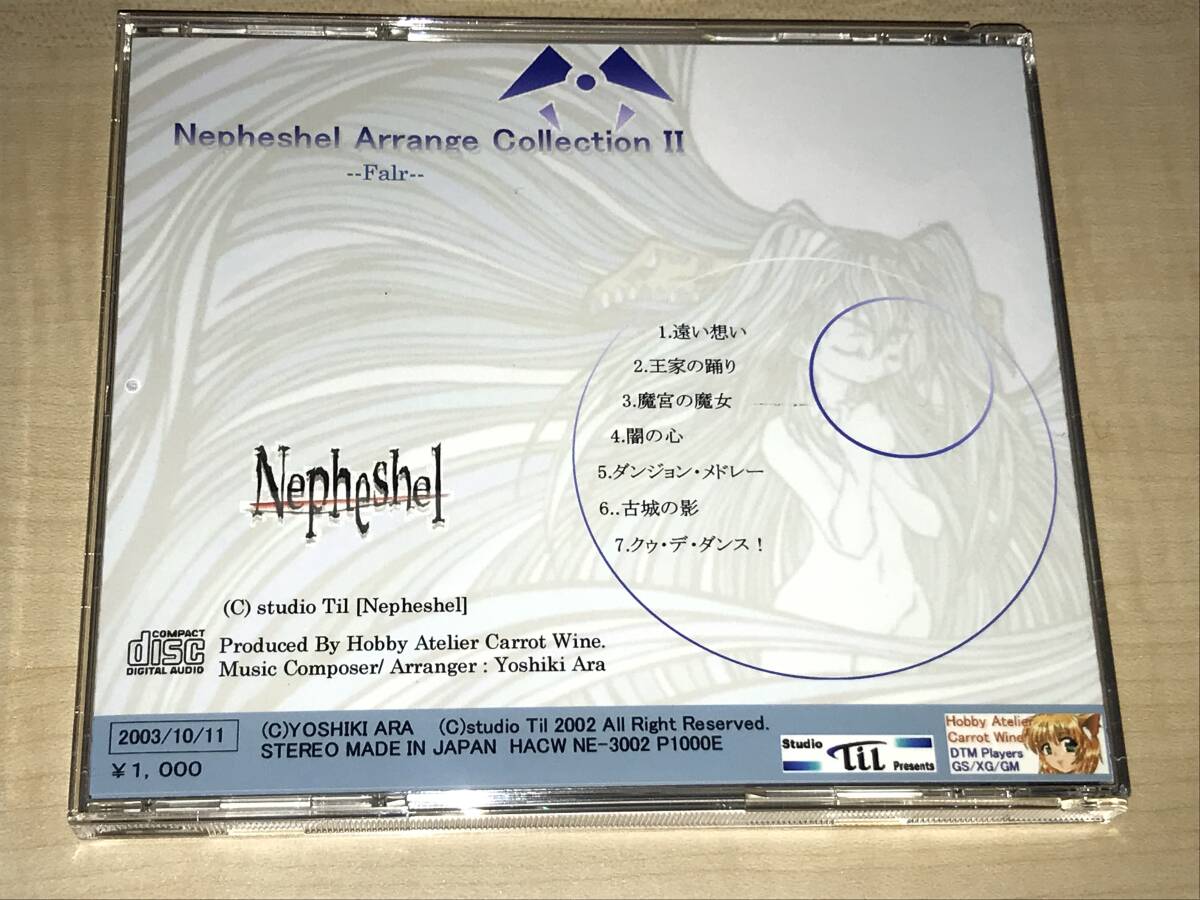 Nepheshel Arrange Collection II
--Falr--
1.遠い想い
2.王家の踊り
3.魔宮の魔女
4.闇の心
5.ダンジョン・メドレー
6..古城の影
7.クゥ・デ・ダンス！
Nepheshel
(C) studio Til [Nepheshel]
COMPACT
disc
DIGITAL AUDIO
Produced By Hobby Atelier Carrot Wine.
Music Composer/ Arranger : Yoshiki Ara
2003/10/11
￥1,000
(C)YOSHIKI ARA (C)studio Til 2002 All Right Reserved.
STEREO MADE IN JAPAN HACW NE-3002 P1000E
Studio
Til
Presents
Hobby Atelier
Carrot Wine
DTM Players
GS/XG/GM